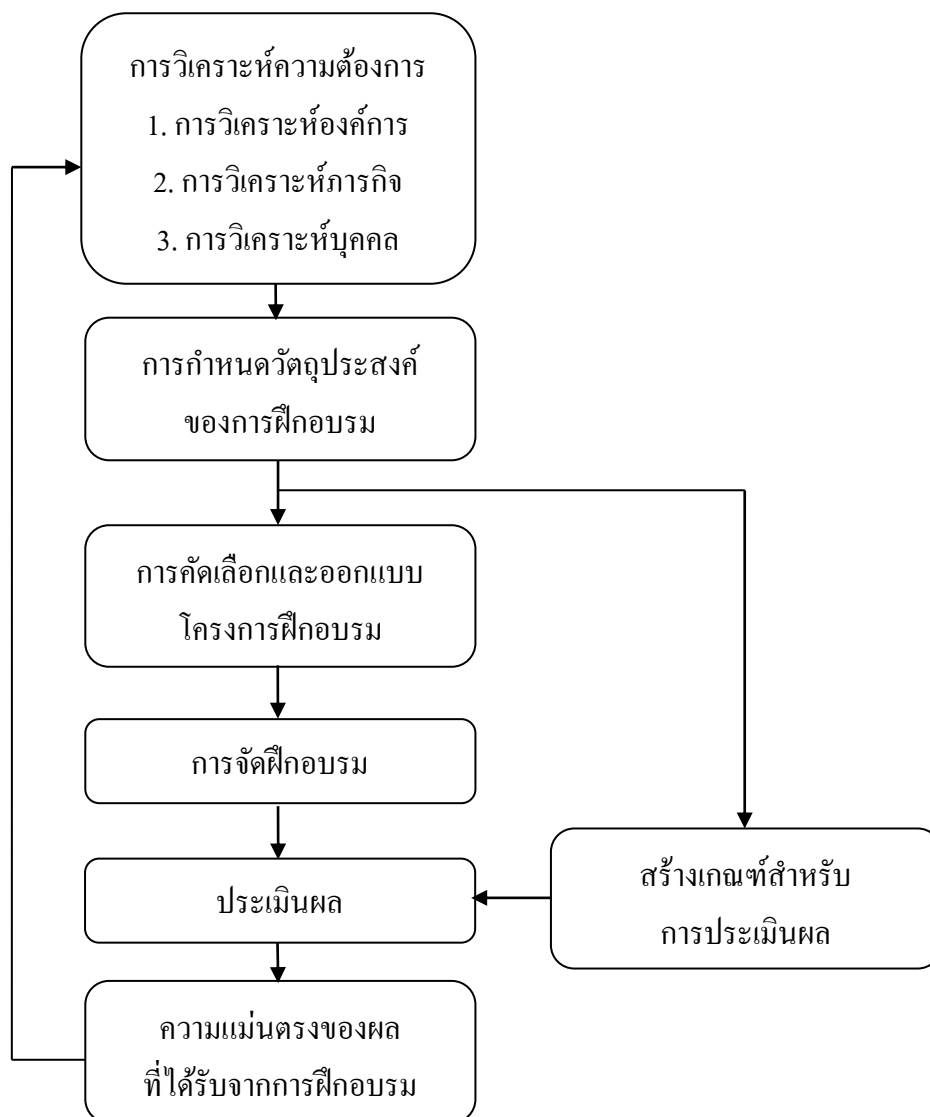 การวิเคราะห์ความต้องการ
1. การวิเคราะห์องค์การ
2. การวิเคราะห์ภารกิจ
3. การวิเคราะห์บุคคล
การกำหนดวัตถุประสงค์
ของการฝึกอบรม
การคัดเลือกและออกแบบ
โครงการฝึกอบรม
การจัดฝึกอบรม
ประเมินผล
สร้างเกณฑ์สำหรับ
การประเมินผล
ความแม่นตรงของผล
ที่ได้รับจากการฝึกอบรม